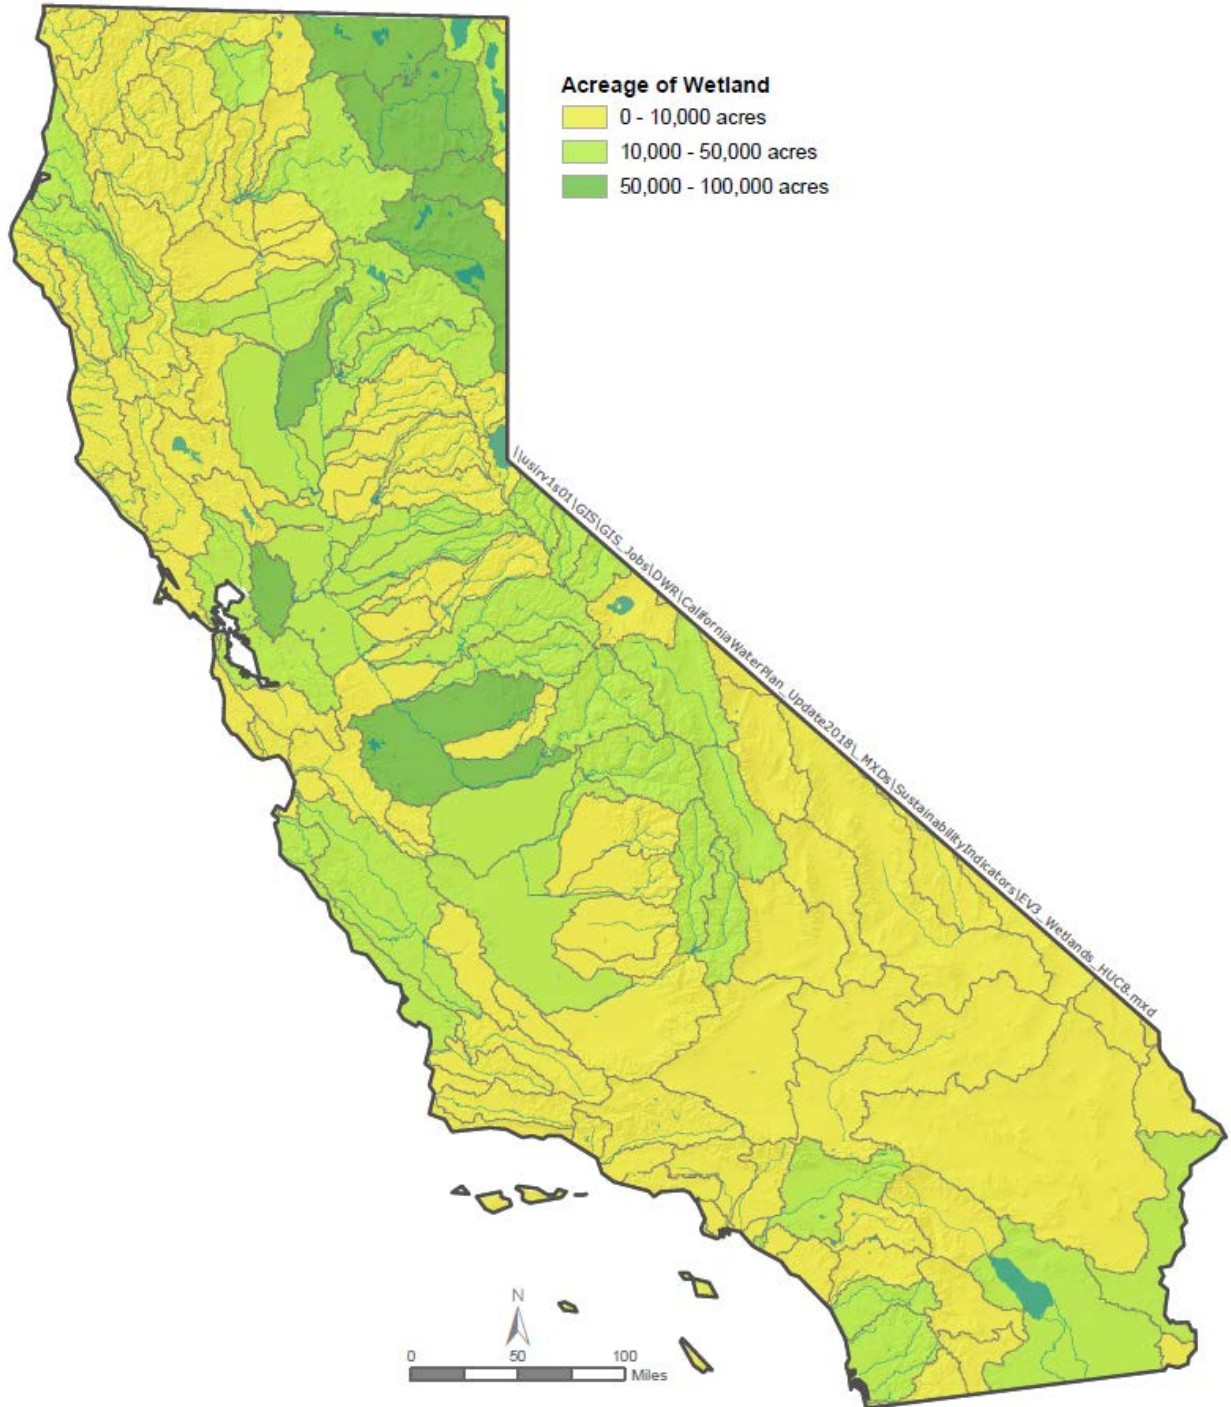 Acreage of Wetland
0 - 10,000 acres
10,000 - 50,000 acres
50,000 - 100,000 acres
\\usirv1s01\GIS\GIS_Jobs\DWR\CaliforniaWaterPlan_Update2018\_MXDs\SustainabilityIndicators\EV3_Wetlands_HUC8.mxd
N
0 50 100
Miles